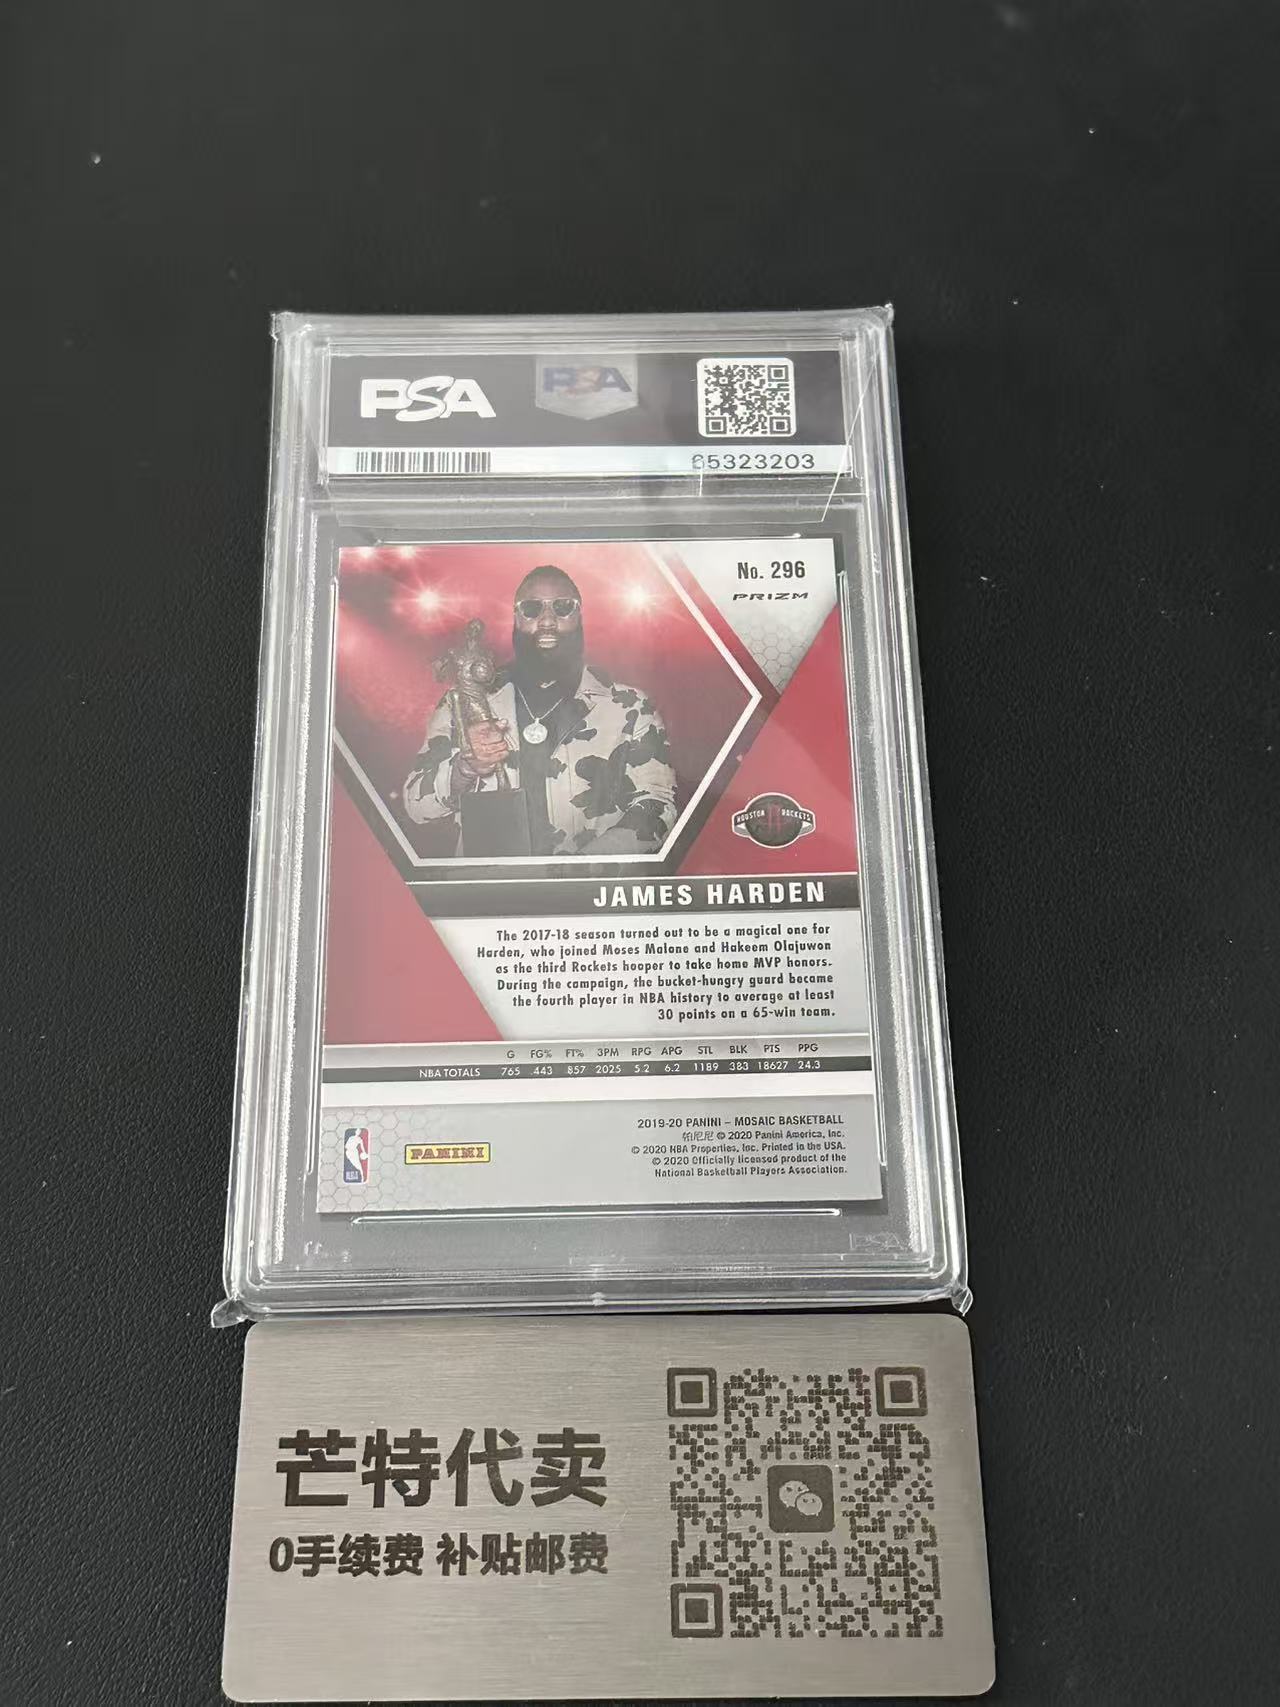 PSA
PSA
65323203
No. 296
PRIZM
HOUSTON ROCKETS
JAMES HARDEN
The 2017-18 season turned out to be a magical one for
Harden, who joined Moses Malone and Hakeem Olajuwon
as the third Rockets hooper to take home MVP honors.
During the campaign, the bucket-hungry guard became
the fourth player in NBA history to average at least
30 points on a 65-win team.
G FG% FT% 3PM RPG APG STL BLK PTS PPG
NBA TOTALS 765 .443 .857 2025 5.2 6.2 1189 383 18627 24.3
2019-20 PANINI – MOSAIC BASKETBALL
帕尼尼 © 2020 Panini America, Inc.
© 2020 NBA Properties, Inc. Printed in the USA.
© 2020 Officially licensed product of the
National Basketball Players Association.
NBA
PANINI
PSA
芒特代卖
0手续费 补贴邮费